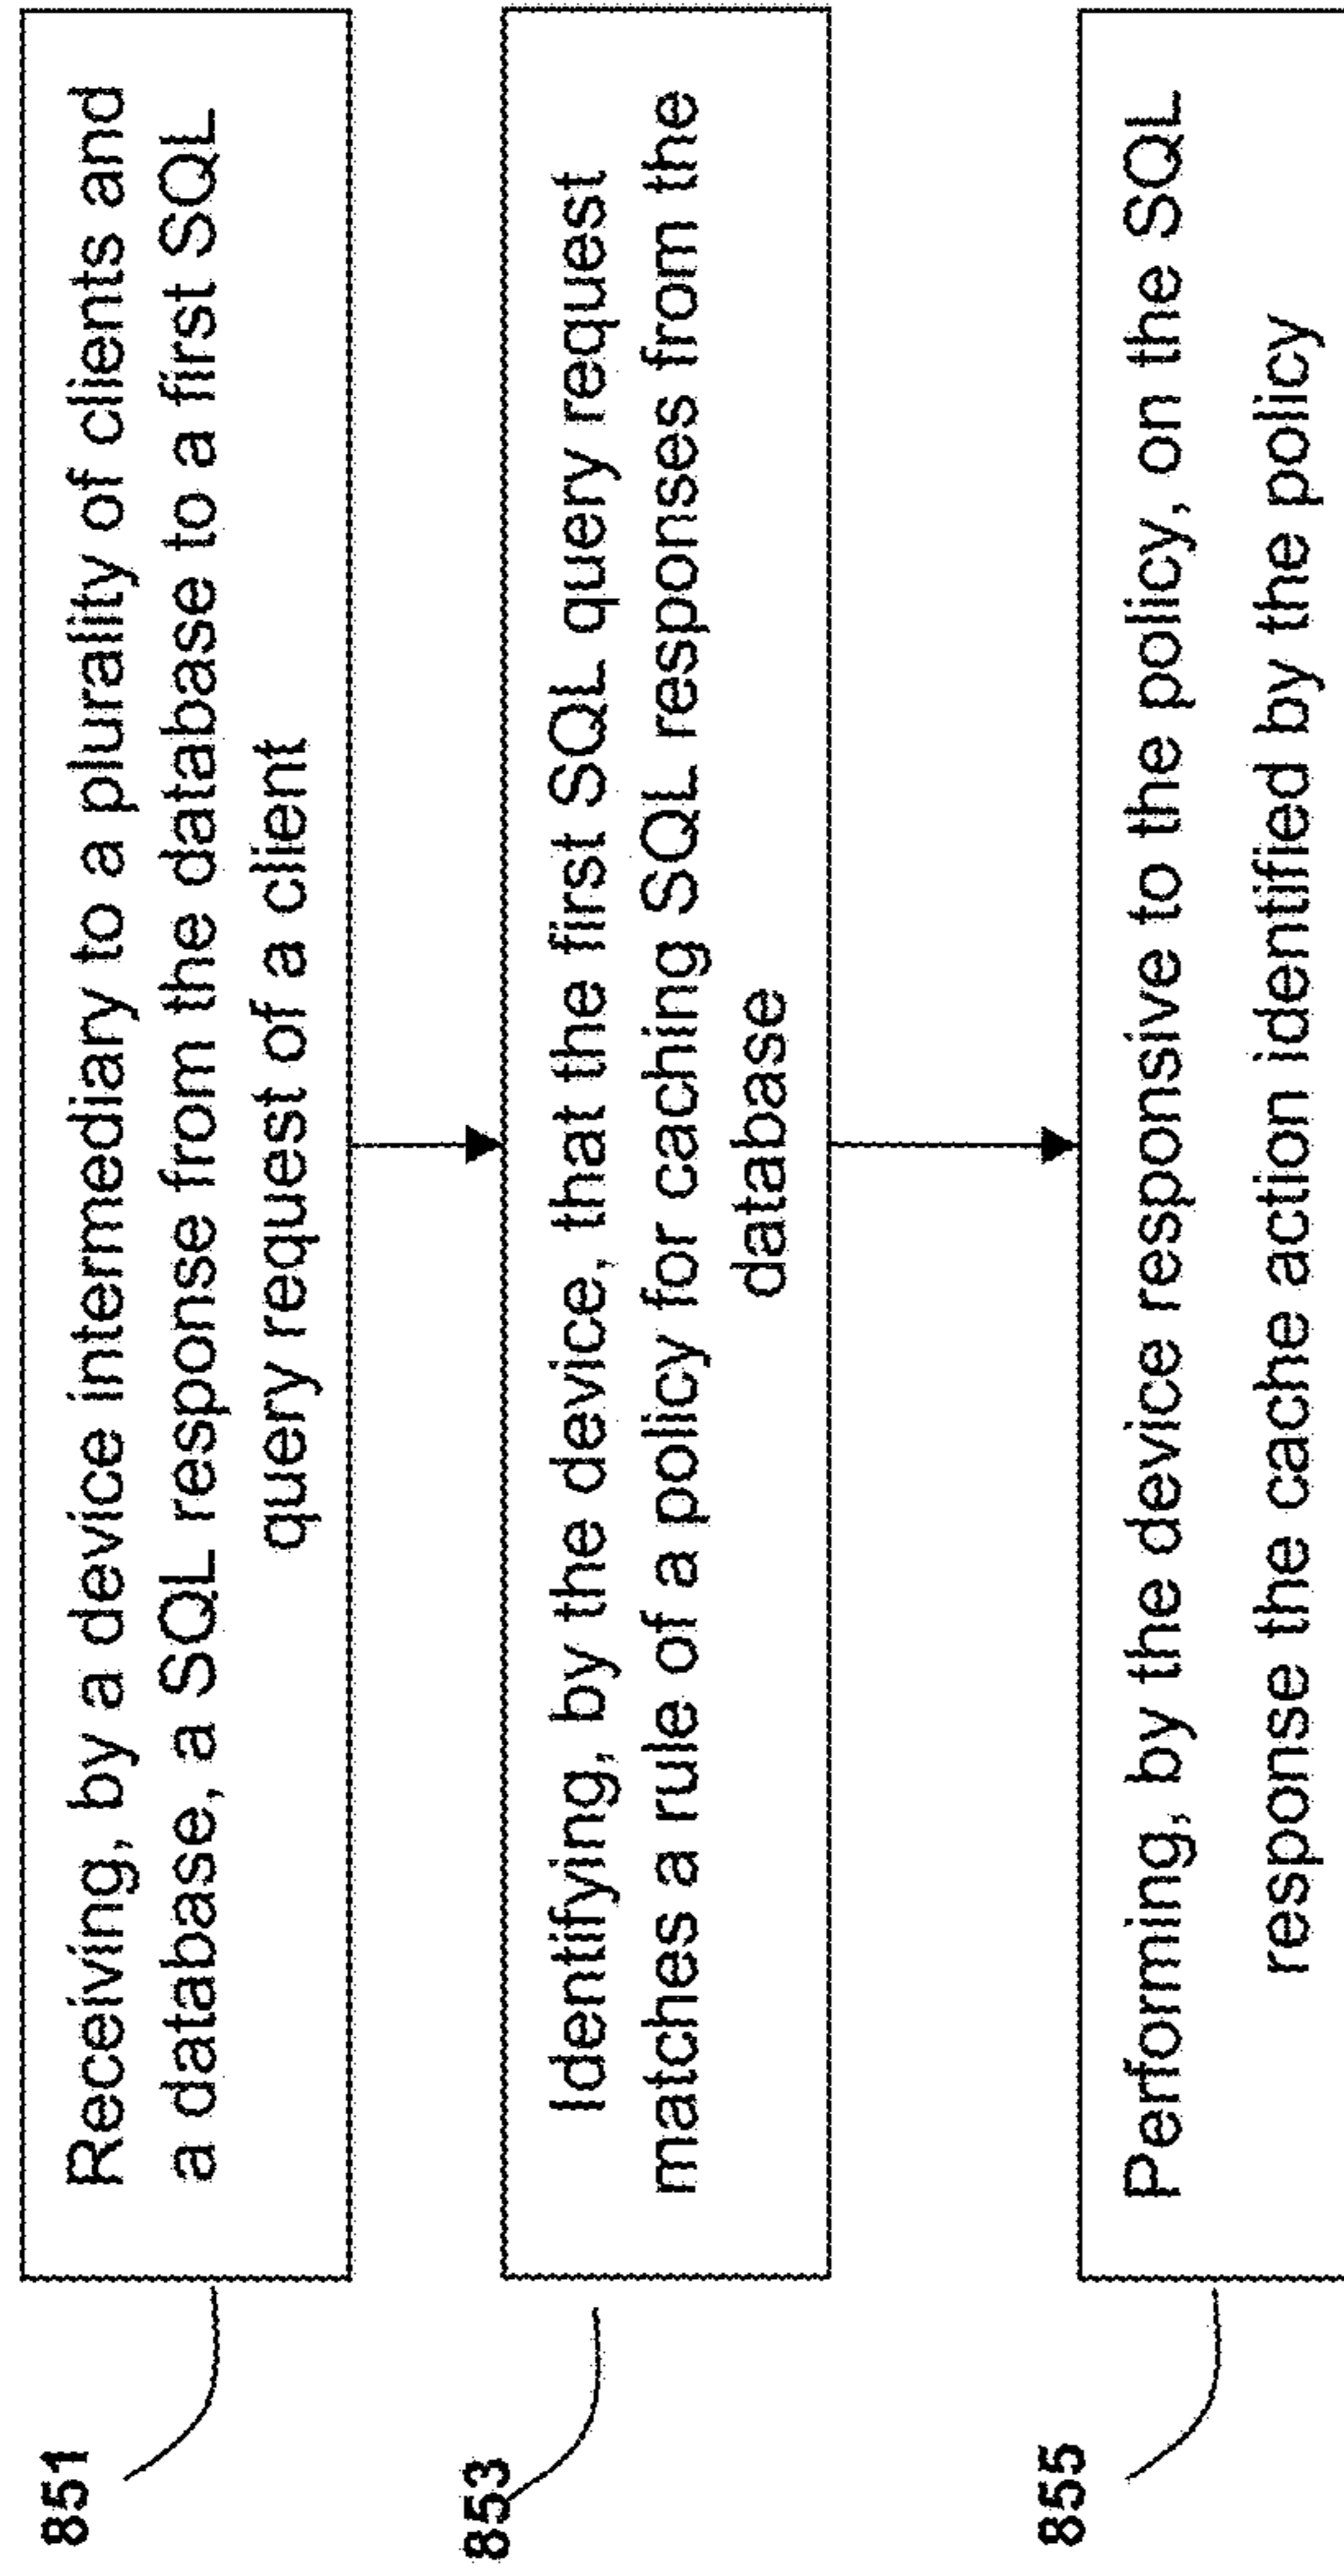 851
Receiving, by a device intermediary to a plurality of clients and
a database, a SQL response from the database to a first SQL
query request of a client
853
Identifying, by the device, that the first SQL query request
matches a rule of a policy for caching SQL responses from the
database
855
Performing, by the device responsive to the policy, on the SQL
response the cache action identified by the policy